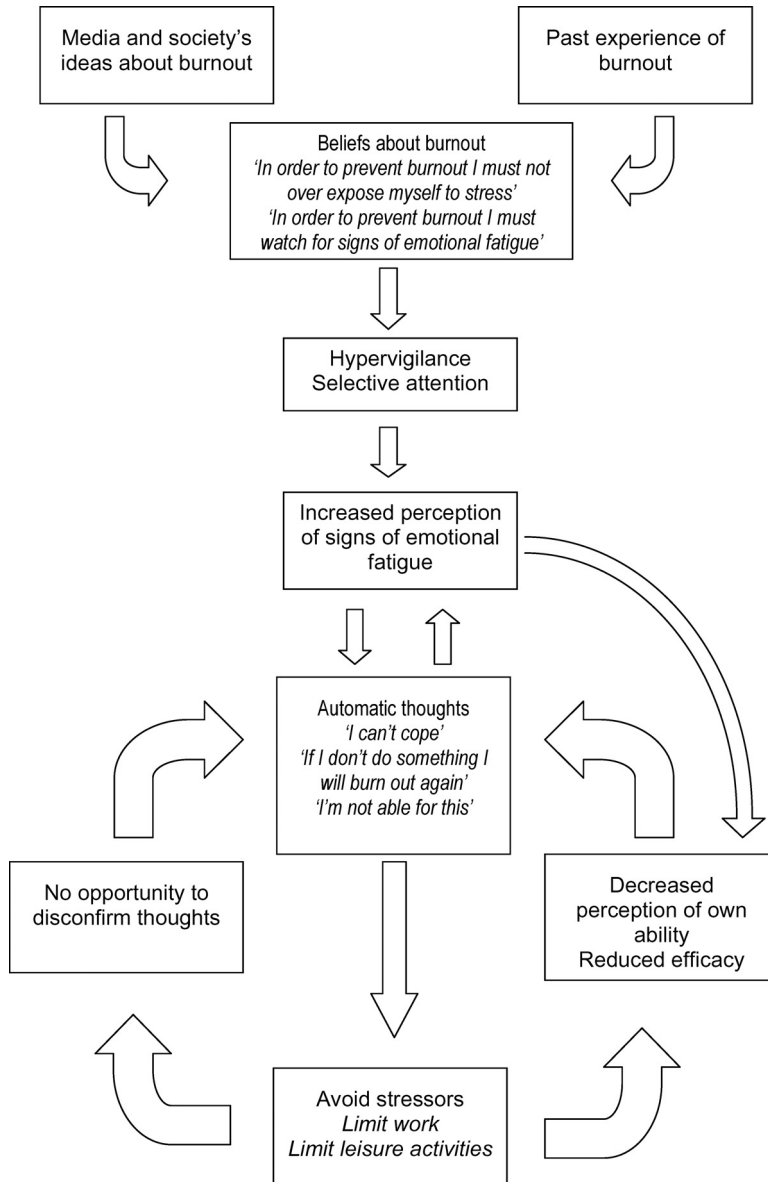 Media and society's
ideas about burnout
Past experience of
burnout
Beliefs about burnout
‘In order to prevent burnout I must not
over expose myself to stress’
‘In order to prevent burnout I must
watch for signs of emotional fatigue’
Hypervigilance
Selective attention
Increased perception
of signs of emotional
fatigue
Automatic thoughts
‘I can’t cope’
‘If I don’t do something I
will burn out again’
‘I’m not able for this’
No opportunity to
disconfirm thoughts
Decreased
perception of own
ability
Reduced efficacy
Avoid stressors
Limit work
Limit leisure activities